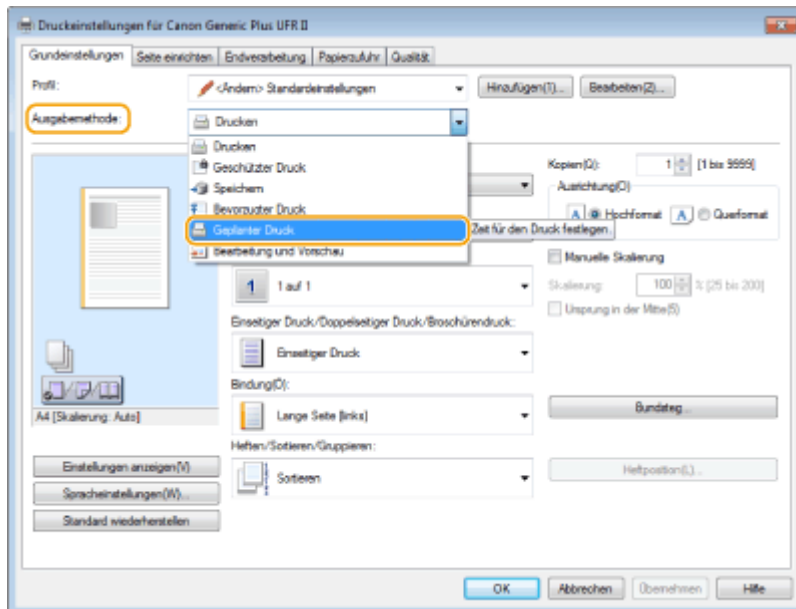 Druckeinstellungen für Canon Generic Plus UFR II
Grundeinstellungen Seite einrichten Endverarbeitung Papierzufuhr Qualität
Profil: <Ändern> Standardeinstellungen Hinzufügen(1)... Bearbeiten(2)...
Ausgabemethode: Drucken
Drucken
Geschützter Druck
Speichern
Bevorzugter Druck
Geplanter Druck
Bearbeitung und Vorschau
Zeit für den Druck festlegen.
Kopien(Q): 1 [1 bis 9999]
Ausrichtung(O)
A Hochformat A Querformat
Manuelle Skalierung
Skalierung: 100 % [25 bis 200]
Ursprung in der Mitte(5)
1 1 auf 1
Einseitiger Druck/Doppelseitiger Druck/Broschürendruck:
Einseitiger Druck
Bindung(Ö):
Lange Seite [links]
Bundsteg...
A4 [Skalierung: Auto]
Heften/Sortieren/Gruppieren:
Sortieren
Heftposition(L)...
Einstellungen anzeigen(V)
Spracheinstellungen(W)...
Standard wiederherstellen
OK Abbrechen Übernehmen Hilfe